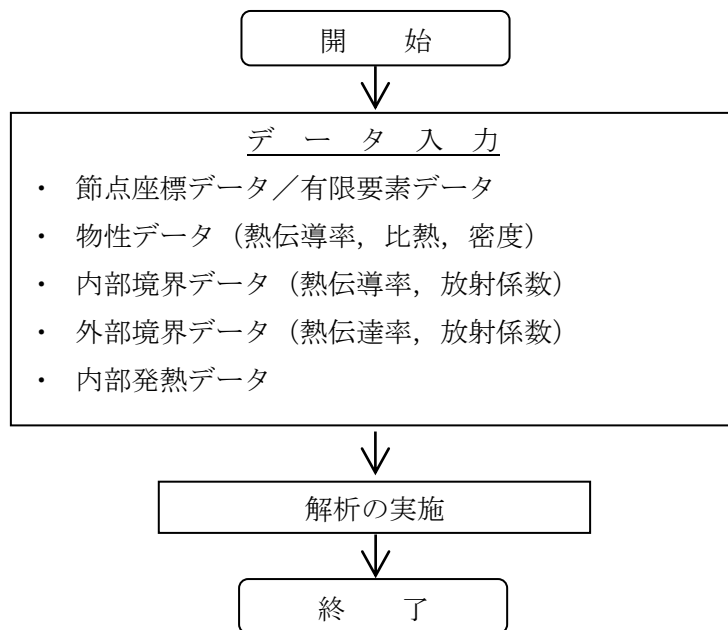 開　　始
データ入力
・ 節点座標データ／有限要素データ
・ 物性データ（熱伝導率，比熱，密度）
・ 内部境界データ（熱伝導率，放射係数）
・ 外部境界データ（熱伝達率，放射係数）
・ 内部発熱データ
解析の実施
終　　了